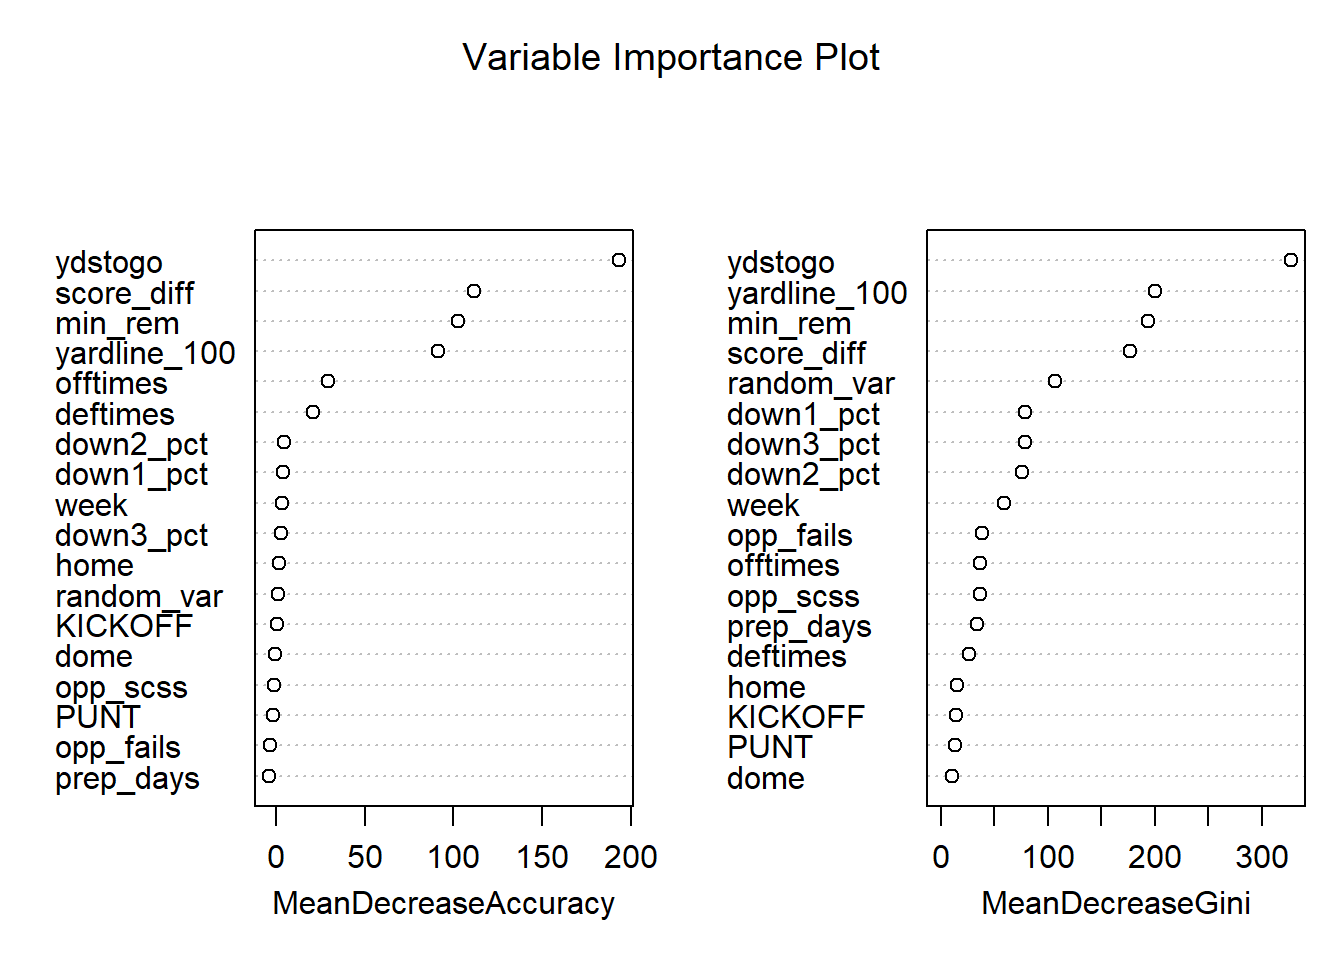 Variable Importance Plot
ydstogo
score_diff
min_rem
yardline_100
offtimes
deftimes
down2_pct
down1_pct
week
down3_pct
home
random_var
KICKOFF
dome
opp_scss
PUNT
opp_fails
prep_days
0 50 100 150 200
MeanDecreaseAccuracy
ydstogo
yardline_100
min_rem
score_diff
random_var
down1_pct
down3_pct
down2_pct
week
opp_fails
offtimes
opp_scss
prep_days
deftimes
home
KICKOFF
PUNT
dome
0 100 200 300
MeanDecreaseGini